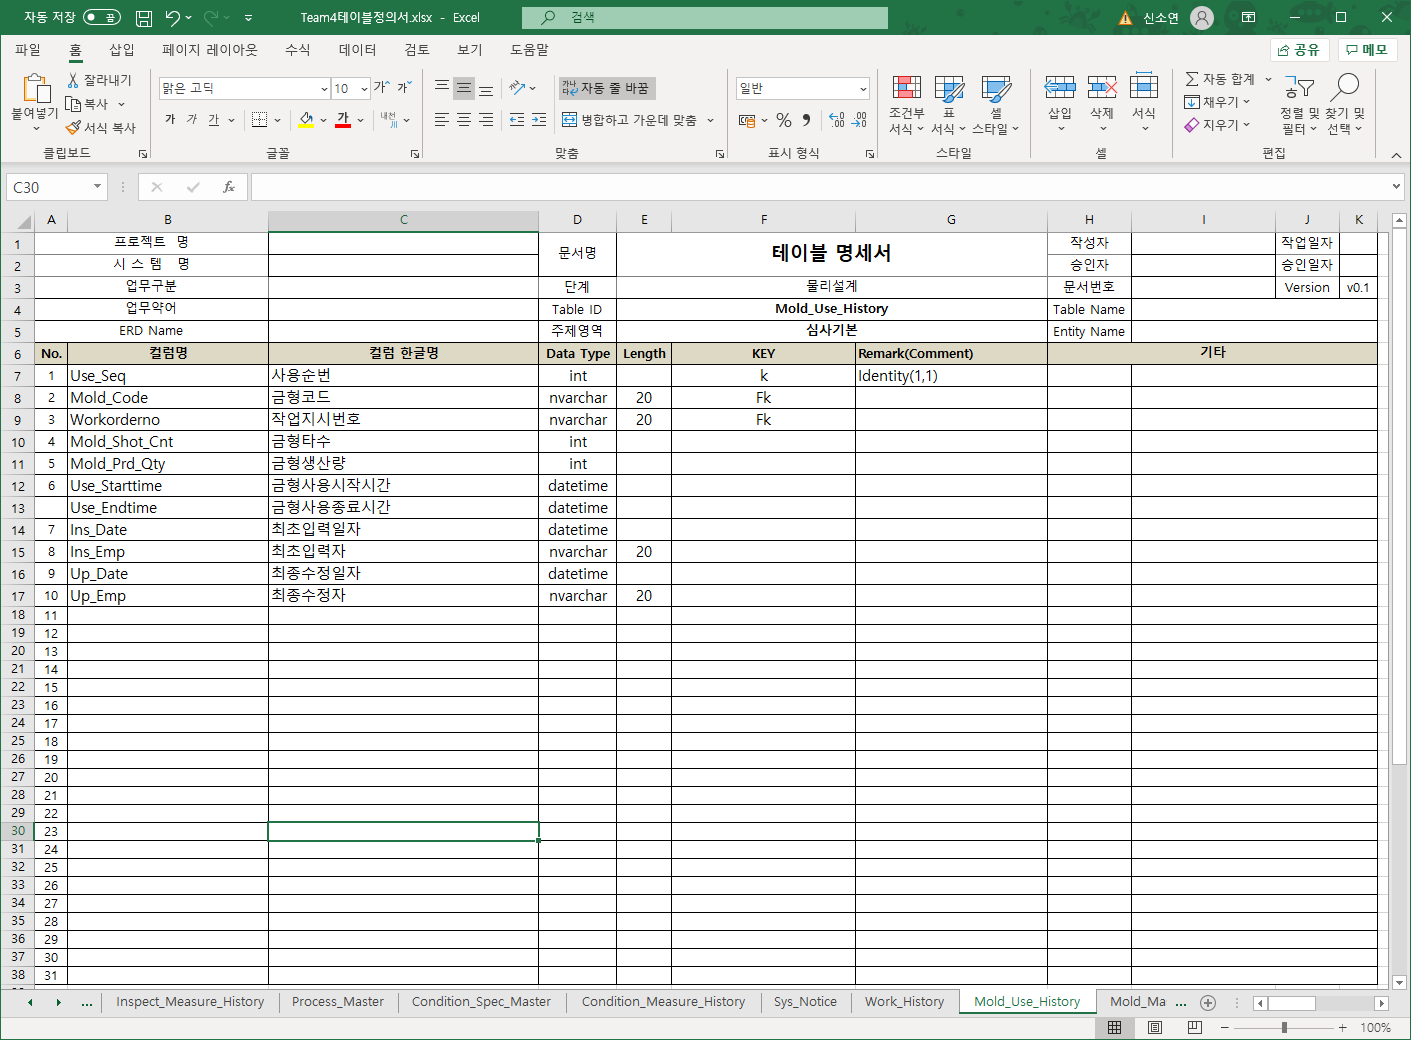 자동 저장 끔 Team4테이블정의서.xlsx - Excel 검색 신소연
파일 홈 삽입 페이지 레이아웃 수식 데이터 검토 보기 도움말 공유 메모
붙여넣기 잘라내기 복사 서식 복사 클립보드
맑은 고딕 10 가 가 가 가 가 가 내천 글꼴
자동 줄 바꿈 병합하고 가운데 맞춤 맞춤
일반 % 표시 형식
조건부 서식 표 서식 셀 스타일 스타일
삽입 삭제 서식 셀
자동 합계 채우기 지우기 정렬 및 필터 찾기 및 선택 편집
C30 fx
A B C D E F G H I J K
1 프로젝트 명 문서명 테이블 명세서 작성자 작업일자
2 시 스 템 명 승인자 승인일자
3 업무구분 단계 물리설계 문서번호 Version v0.1
4 업무약어 Table ID Mold_Use_History Table Name
5 ERD Name 주제영역 심사기본 Entity Name
6 No. 컬럼명 컬럼 한글명 Data Type Length KEY Remark(Comment) 기타
7 1 Use_Seq 사용순번 int k Identity(1,1)
8 2 Mold_Code 금형코드 nvarchar 20 Fk
9 3 Workorderno 작업지시번호 nvarchar 20 Fk
10 4 Mold_Shot_Cnt 금형타수 int
11 5 Mold_Prd_Qty 금형생산량 int
12 6 Use_Starttime 금형사용시작시간 datetime
13 Use_Endtime 금형사용종료시간 datetime
14 7 Ins_Date 최초입력일자 datetime
15 8 Ins_Emp 최초입력자 nvarchar 20
16 9 Up_Date 최종수정일자 datetime
17 10 Up_Emp 최종수정자 nvarchar 20
18 11
19 12
20 13
21 14
22 15
23 16
24 17
25 18
26 19
27 20
28 21
29 22
30 23
31 24
32 25
33 26
34 27
35 28
36 29
37 30
38 31
... Inspect_Measure_History Process_Master Condition_Spec_Master Condition_Measure_History Sys_Notice Work_History Mold_Use_History Mold_Ma ...
100%